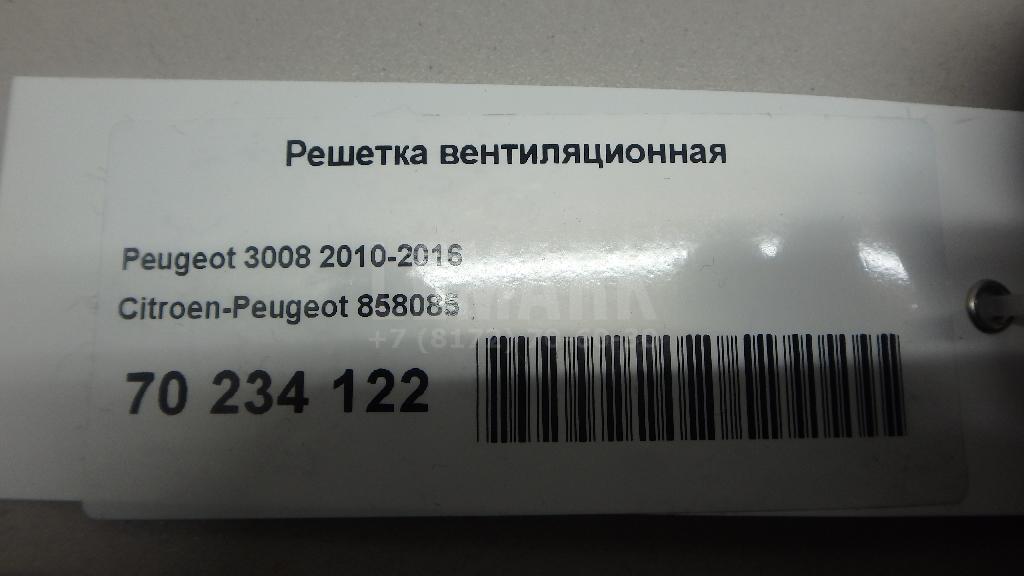 Решетка вентиляционная
Peugeot 3008 2010-2016
Citroen-Peugeot 858085
70 234 122